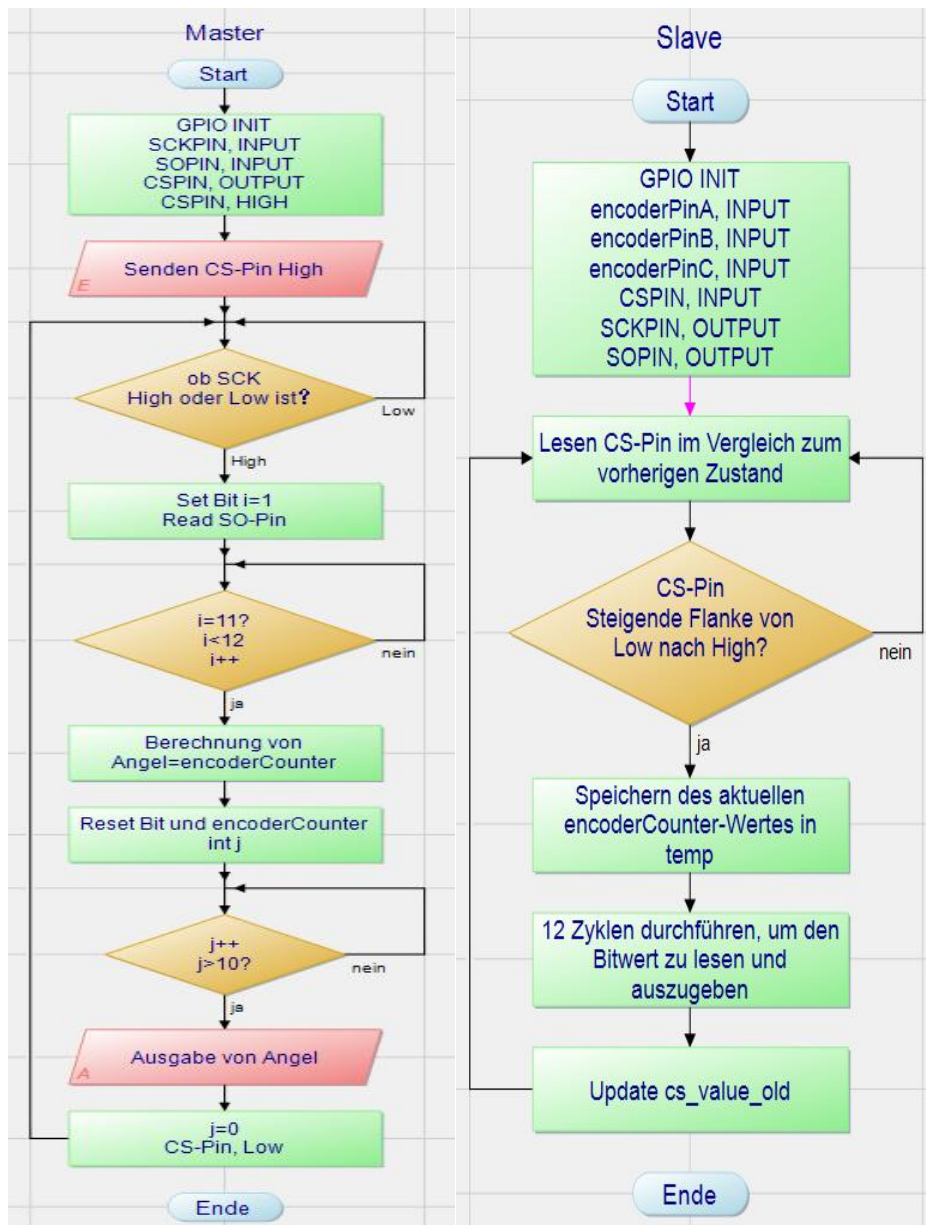 Master
Start
GPIO INIT
SCKPIN, INPUT
SOPIN, INPUT
CSPIN, OUTPUT
CSPIN, HIGH
Senden CS-Pin High
E
ob SCK
High oder Low ist?
Low
High
Set Bit i=1
Read SO-Pin
i=11?
i<12
i++
nein
ja
Berechnung von
Angel=encoderCounter
Reset Bit und encoderCounter
int j
j++
j>10?
nein
ja
Ausgabe von Angel
A
j=0
CS-Pin, Low
Ende
Slave
Start
GPIO INIT
encoderPinA, INPUT
encoderPinB, INPUT
encoderPinC, INPUT
CSPIN, INPUT
SCKPIN, OUTPUT
SOPIN, OUTPUT
Lesen CS-Pin im Vergleich zum
vorherigen Zustand
CS-Pin
Steigende Flanke von
Low nach High?
nein
ja
Speichern des aktuellen
encoderCounter-Wertes in
temp
12 Zyklen durchführen, um den
Bitwert zu lesen und
auszugeben
Update cs_value_old
Ende